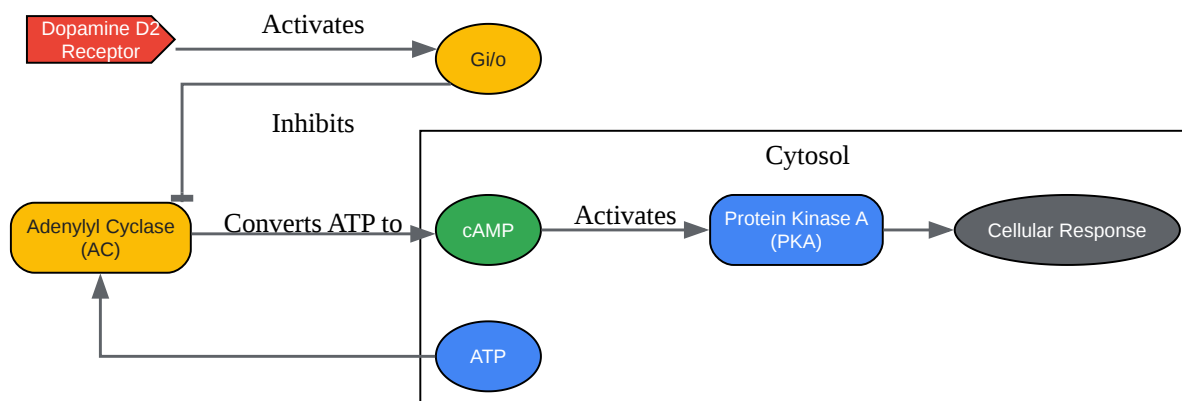 Dopamine D2
Receptor
Activates
Gi/o
Inhibits
Cytosol
Adenylyl Cyclase
(AC)
Converts ATP to
cAMP
Activates
Protein Kinase A
(PKA)
Cellular Response
ATP